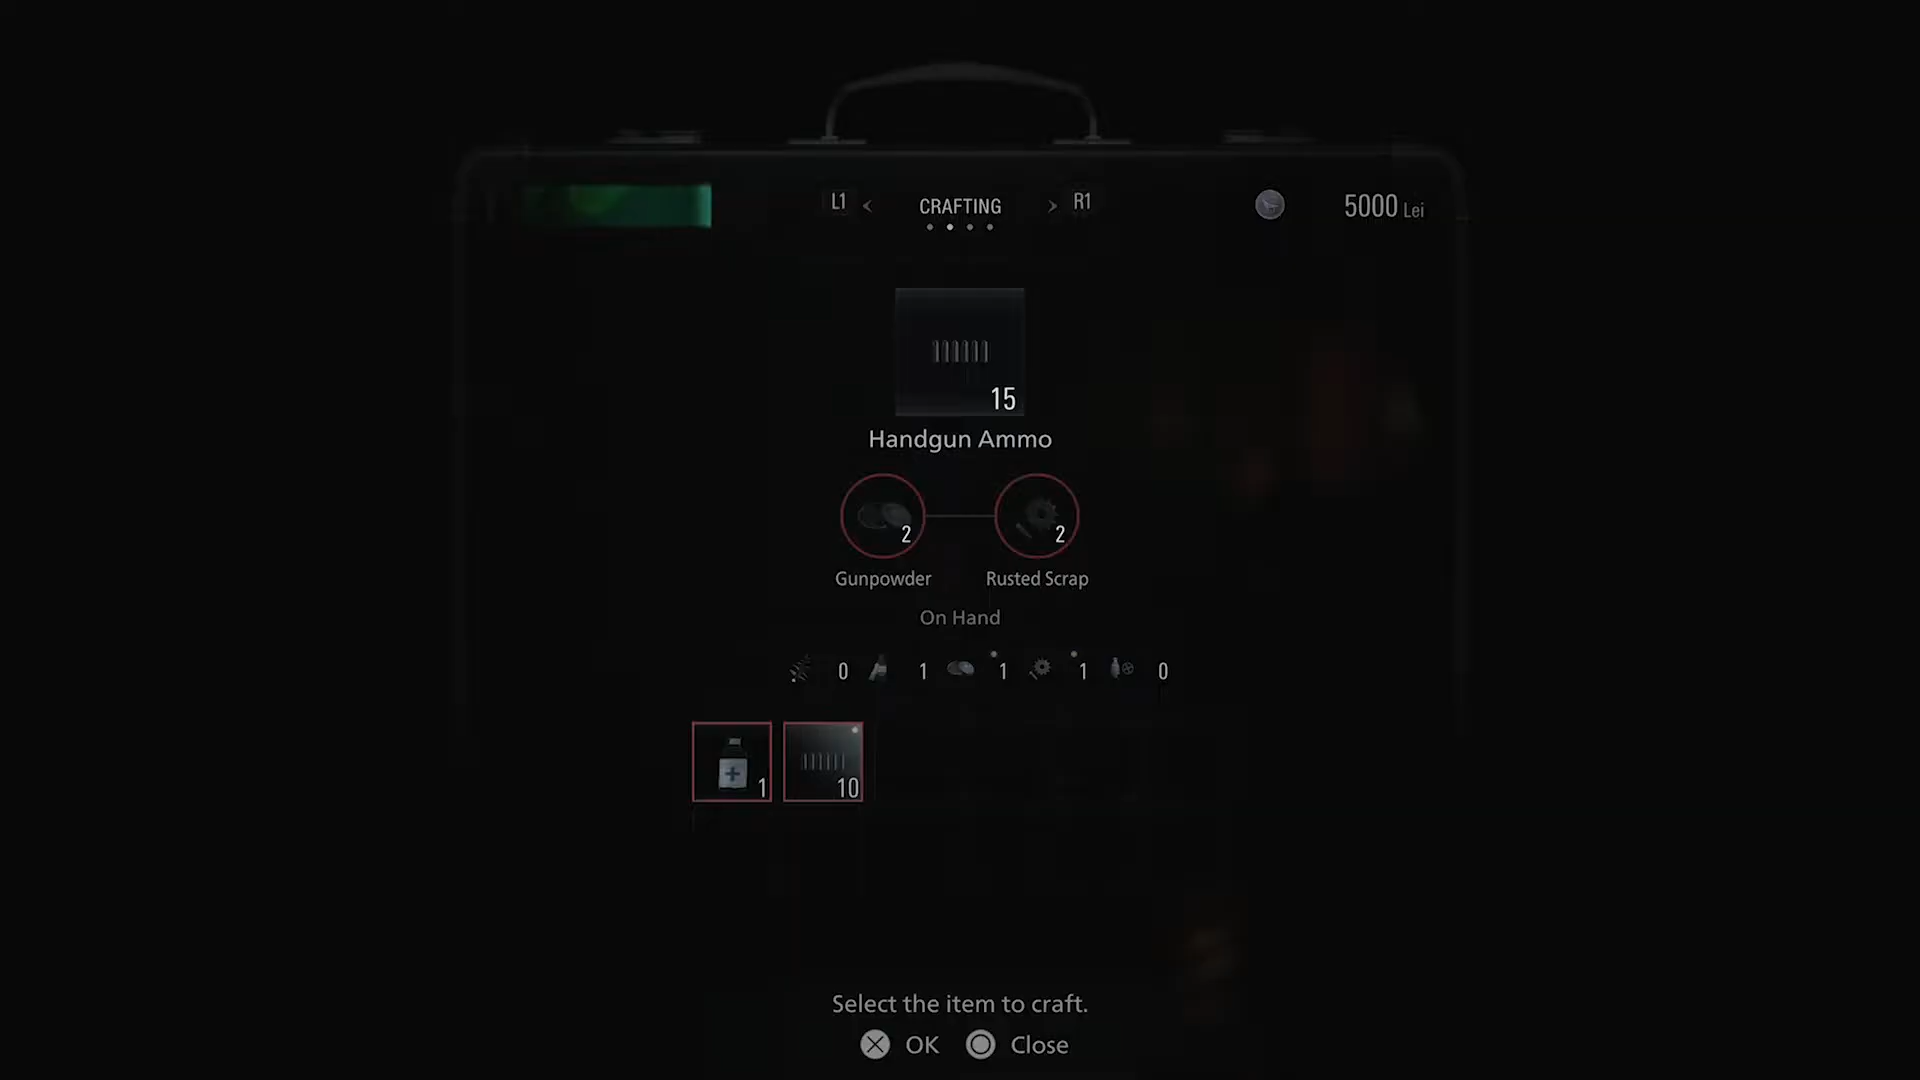 L1 < CRAFTING > R1
5000 Lei
15
Handgun Ammo
2
2
Gunpowder
Rusted Scrap
On Hand
0 1 1 1 0
1
10
Select the item to craft.
OK Close